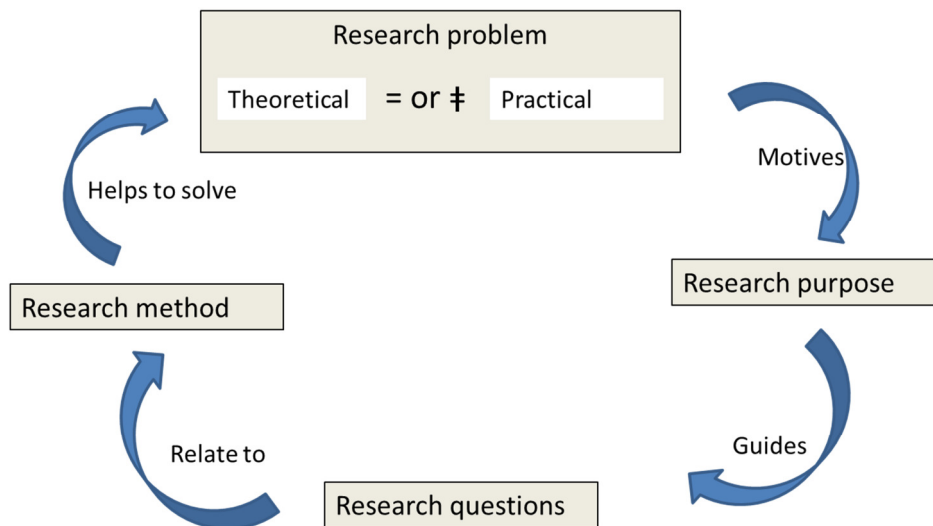 Research problem
Theoretical = or ‡ Practical
Motives
Helps to solve
Research purpose
Research method
Guides
Relate to
Research questions